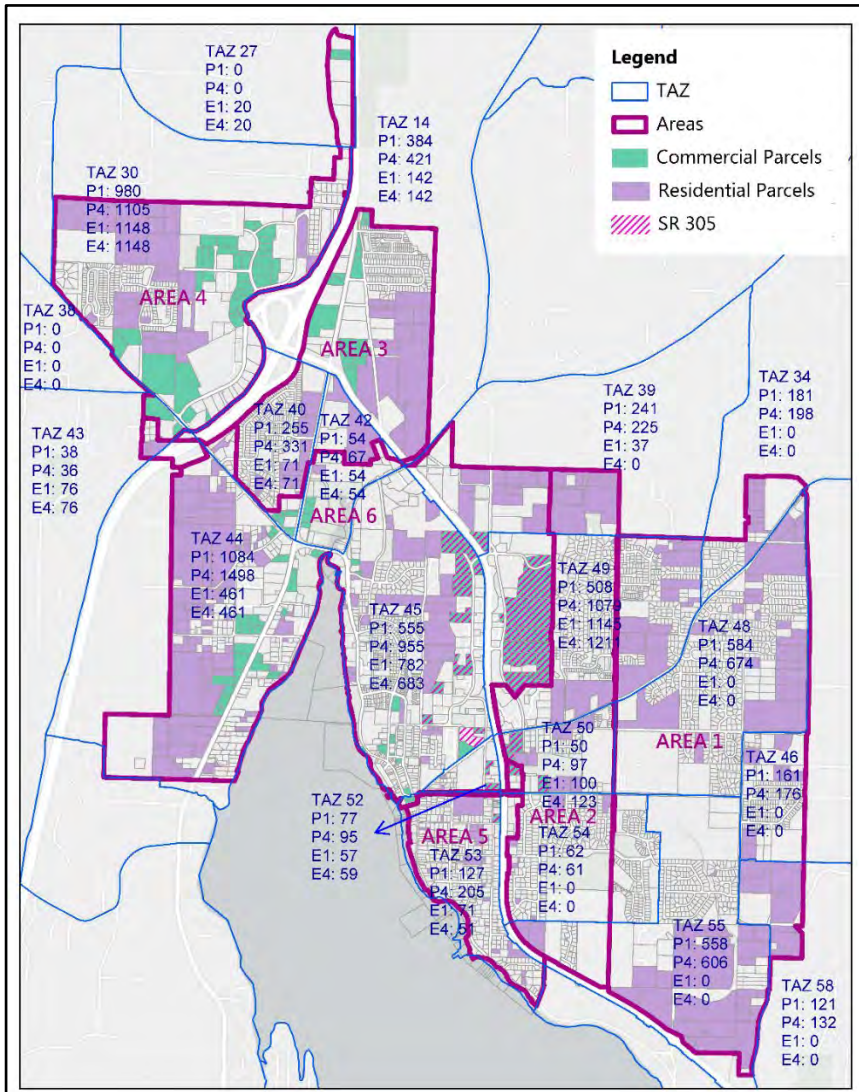 TAZ 27
P1: 0
P4: 0
E1: 20
E4: 20
Legend
TAZ
Areas
Commercial Parcels
Residential Parcels
SR 305
TAZ 14
P1: 384
P4: 421
E1: 142
E4: 142
TAZ 30
P1: 980
P4: 1105
E1: 1148
E4: 1148
AREA 4
TAZ 38
P1: 0
P4: 0
E1: 0
E4: 0
AREA 3
TAZ 34
P1: 181
P4: 198
E1: 0
E4: 0
TAZ 39
P1: 241
P4: 225
E1: 37
E4: 0
TAZ 40
P1: 255
P4: 331
E1: 71
E4: 71
TAZ 42
P1: 54
P4: 67
E1: 54
E4: 54
TAZ 43
P1: 38
P4: 36
E1: 76
E4: 76
AREA 6
TAZ 44
P1: 1084
P4: 1498
E1: 461
E4: 461
TAZ 49
P1: 508
P4: 1079
E1: 1145
E4: 1211
TAZ 45
P1: 555
P4: 955
E1: 782
E4: 683
TAZ 48
P1: 584
P4: 674
E1: 0
E4: 0
TAZ 50
P1: 50
P4: 97
E1: 100
E4: 123
AREA 1
TAZ 46
P1: 161
P4: 176
E1: 0
E4: 0
TAZ 52
P1: 77
P4: 95
E1: 57
E4: 59
AREA 2
TAZ 54
P1: 62
P4: 61
E1: 0
E4: 0
AREA 5
TAZ 53
P1: 127
P4: 205
E1: 71
E4: 51
TAZ 55
P1: 558
P4: 606
E1: 0
E4: 0
TAZ 58
P1: 121
P4: 132
E1: 0
E4: 0